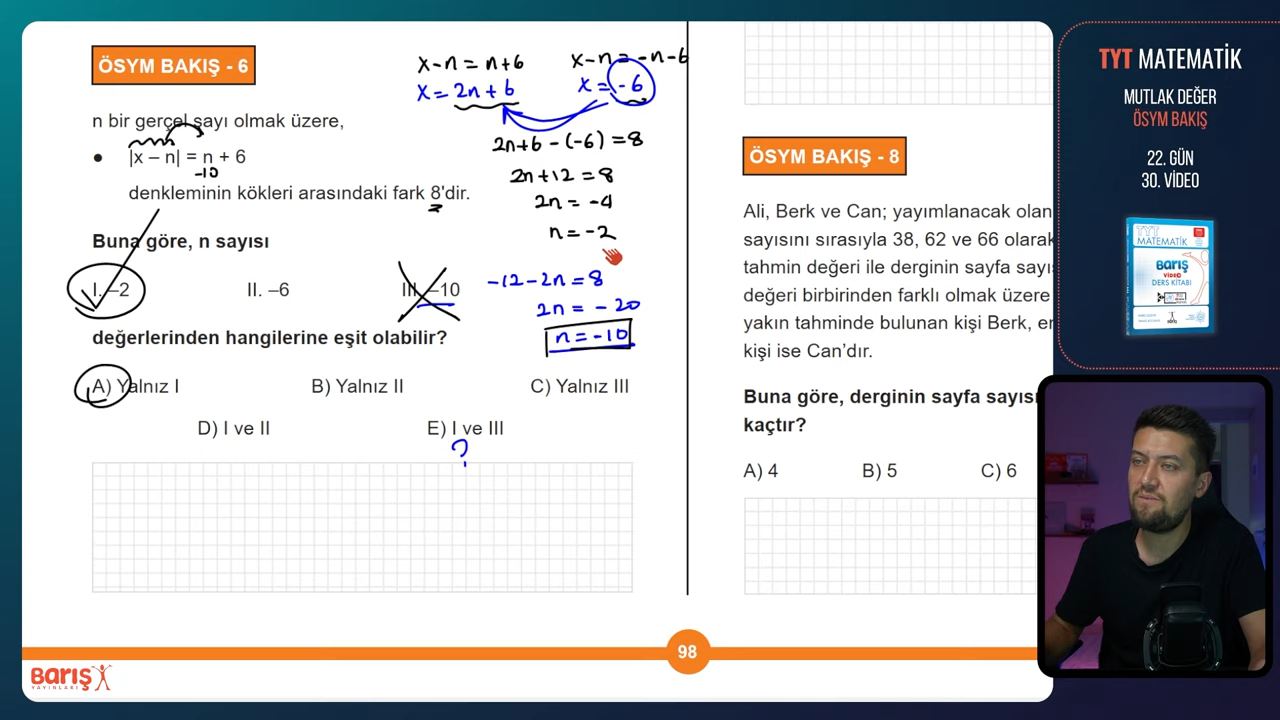 ÖSYM BAKIŞ - 6
n bir gerçel sayı olmak üzere,
● |x – n| = n + 6
-10
denkleminin kökleri arasındaki fark 8'dir.
Buna göre, n sayısı
I. –2 II. –6 III. –10
değerlerinden hangilerine eşit olabilir?
A) Yalnız I B) Yalnız II C) Yalnız III
D) I ve II E) I ve III
?
x-n = n+6
x = 2n+6
x-n = -n-6
x = -6
2n+6 - (-6) = 8
2n+12 = 8
2n = -4
n = -2
-12-2n = 8
2n = -20
n = -10
ÖSYM BAKIŞ - 8
Ali, Berk ve Can; yayımlanacak olan
sayısını sırasıyla 38, 62 ve 66 olarak
tahmin değeri ile derginin sayfa sayı
değeri birbirinden farklı olmak üzere
yakın tahminde bulunan kişi Berk, en
kişi ise Can'dır.
Buna göre, derginin sayfa sayısı
kaçtır?
A) 4 B) 5 C) 6
98
Barış
YAYINLARI
TYT MATEMATİK
MUTLAK DEĞER
ÖSYM BAKIŞ
22. GÜN
30. VİDEO
TYT
MATEMATİK
Barış
VİDEO
DERS KİTABI